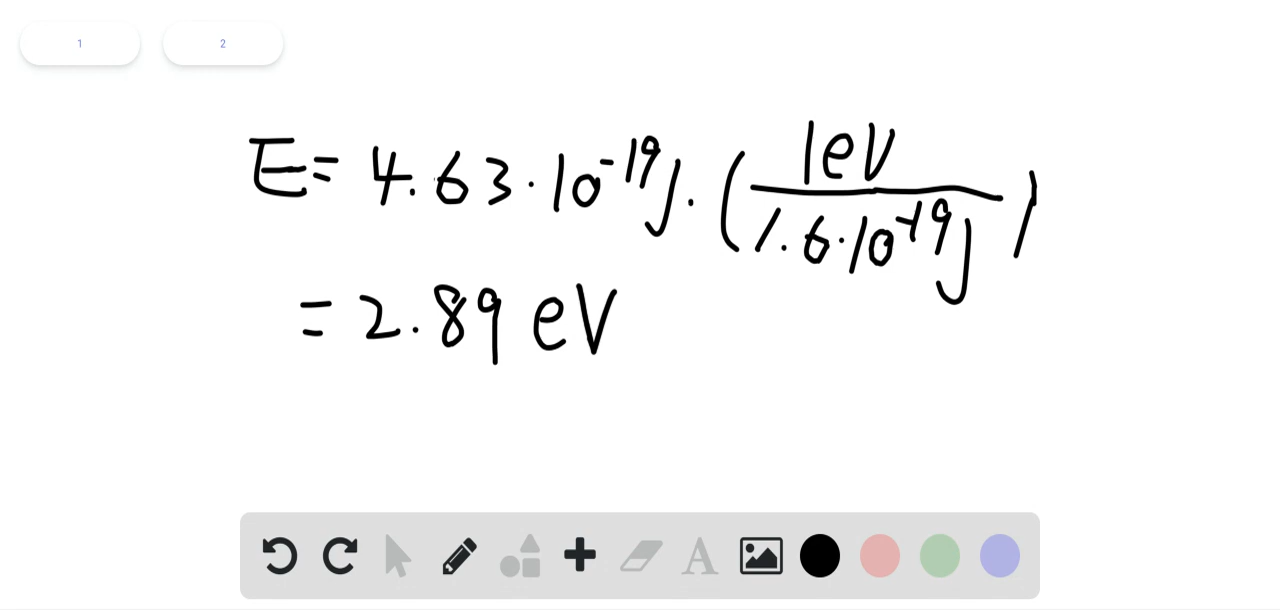 1 2
E = 4.63 · 10⁻¹⁹ J · (1eV / 1.6 · 10⁻¹⁹ J)
= 2.89 eV
A